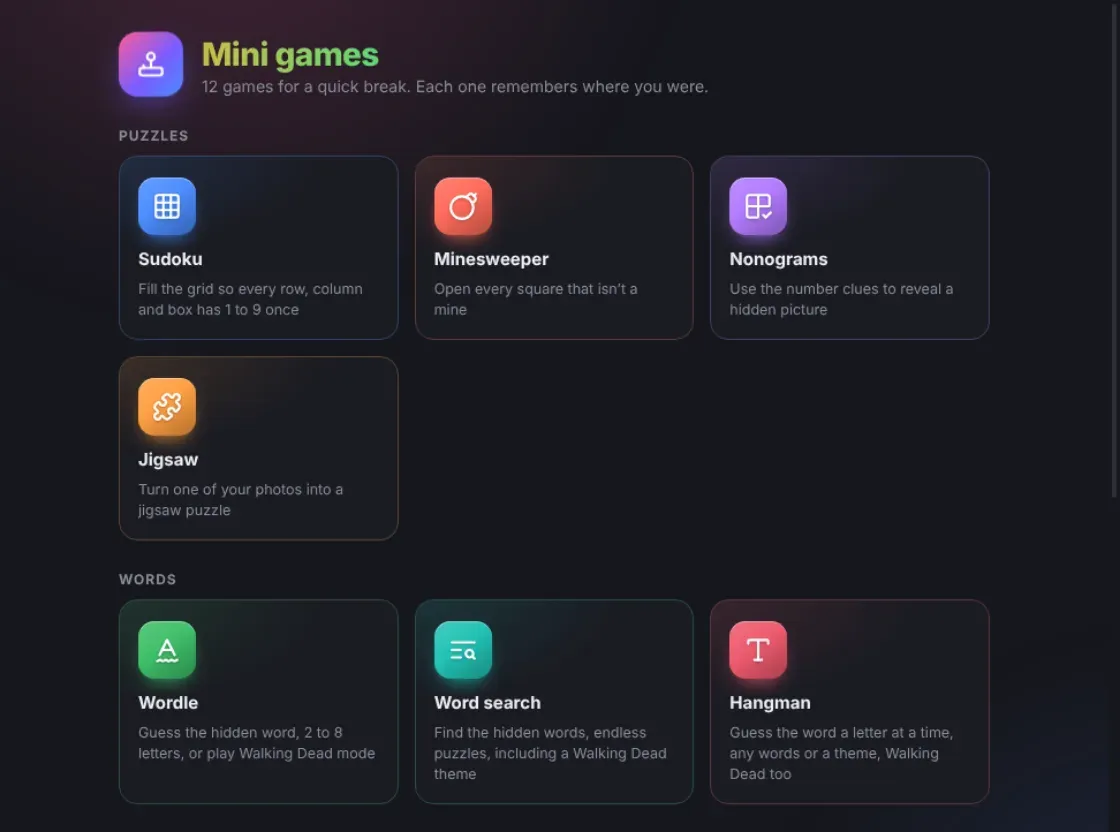 Mini games
12 games for a quick break. Each one remembers where you were.
PUZZLES
Sudoku
Fill the grid so every row, column
and box has 1 to 9 once
Minesweeper
Open every square that isn’t a
mine
Nonograms
Use the number clues to reveal a
hidden picture
Jigsaw
Turn one of your photos into a
jigsaw puzzle
WORDS
Wordle
Guess the hidden word, 2 to 8
letters, or play Walking Dead mode
Word search
Find the hidden words, endless
puzzles, including a Walking Dead
theme
Hangman
Guess the word a letter at a time,
any words or a theme, Walking
Dead too